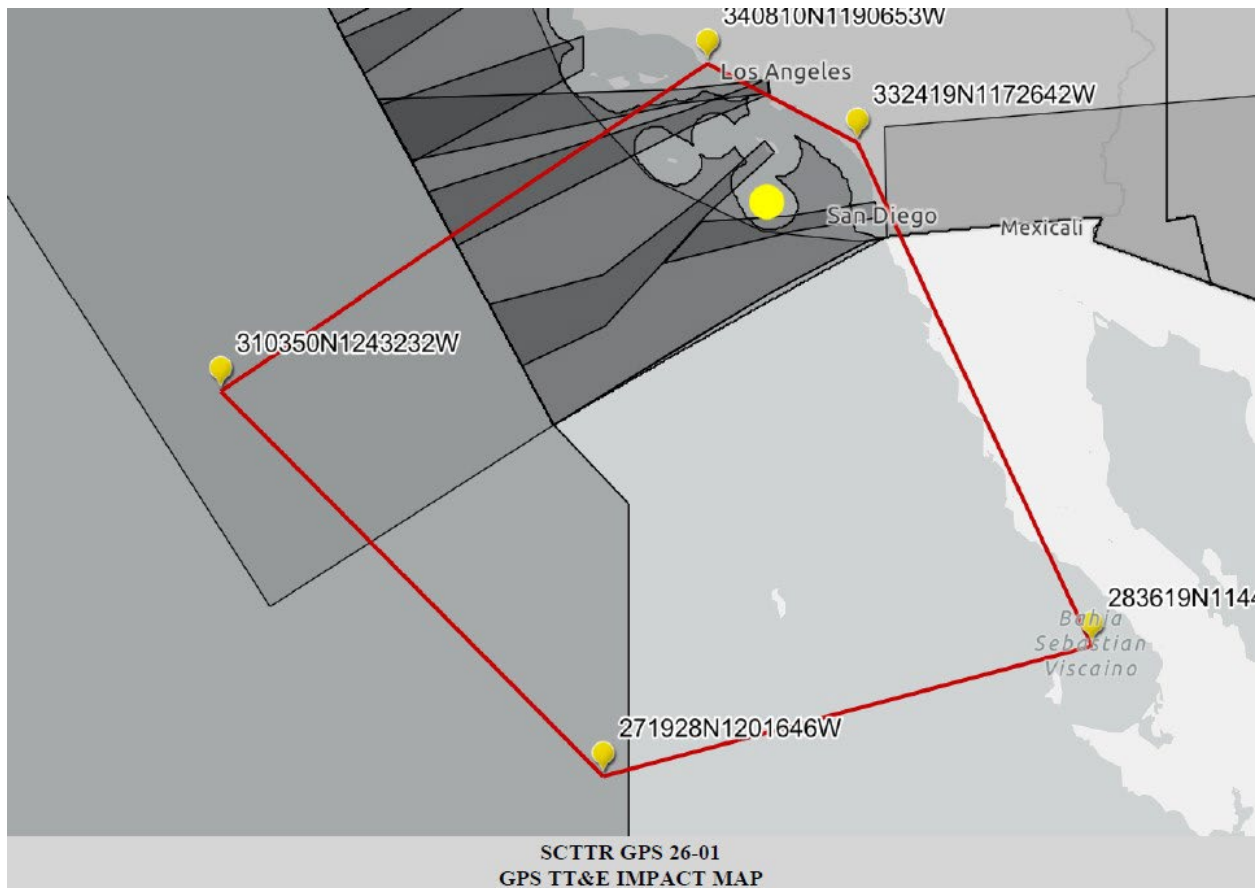 340810N1190653W
Los Angeles
332419N1172642W
San Diego
Mexicali
310350N1243232W
283619N1144
Bahia
Sebastian
Viscaino
271928N1201646W
SCTTR GPS 26-01
GPS TT&E IMPACT MAP